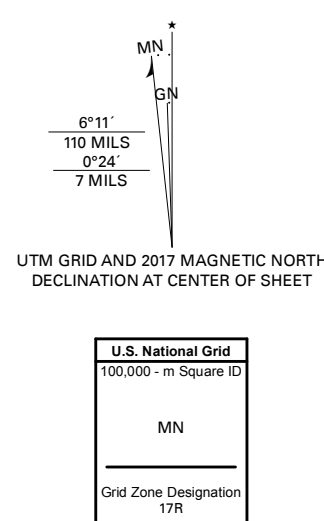 ★
MN
GN
6°11´
110 MILS
0°24´
7 MILS
UTM GRID AND 2017 MAGNETIC NORTH
DECLINATION AT CENTER OF SHEET
U.S. National Grid
100,000 - m Square ID
MN
Grid Zone Designation
17R